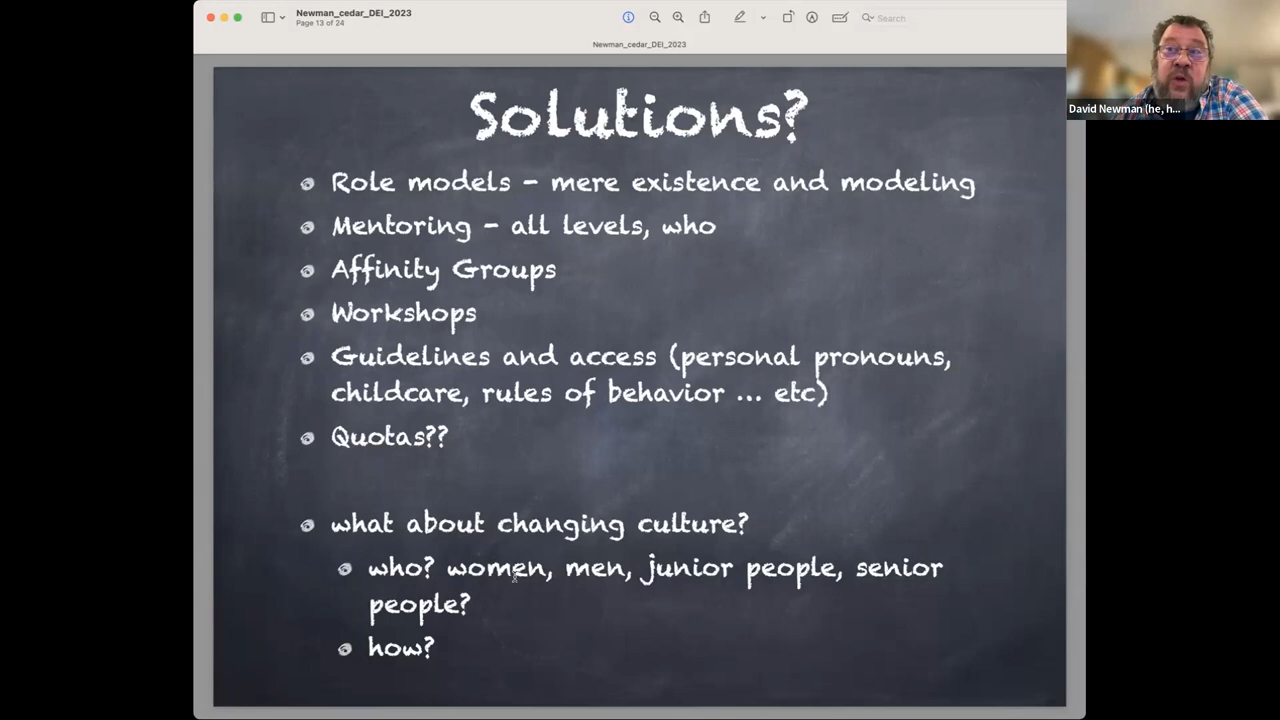 Newman_cedar_DEI_2023
Page 13 of 24
Search
Newman_cedar_DEI_2023
David Newman (he, h...
Solutions?
Role models - mere existence and modeling
Mentoring - all levels, who
Affinity Groups
Workshops
Guidelines and access (personal pronouns,
childcare, rules of behavior ... etc)
Quotas??
what about changing culture?
who? women, men, junior people, senior
people?
how?